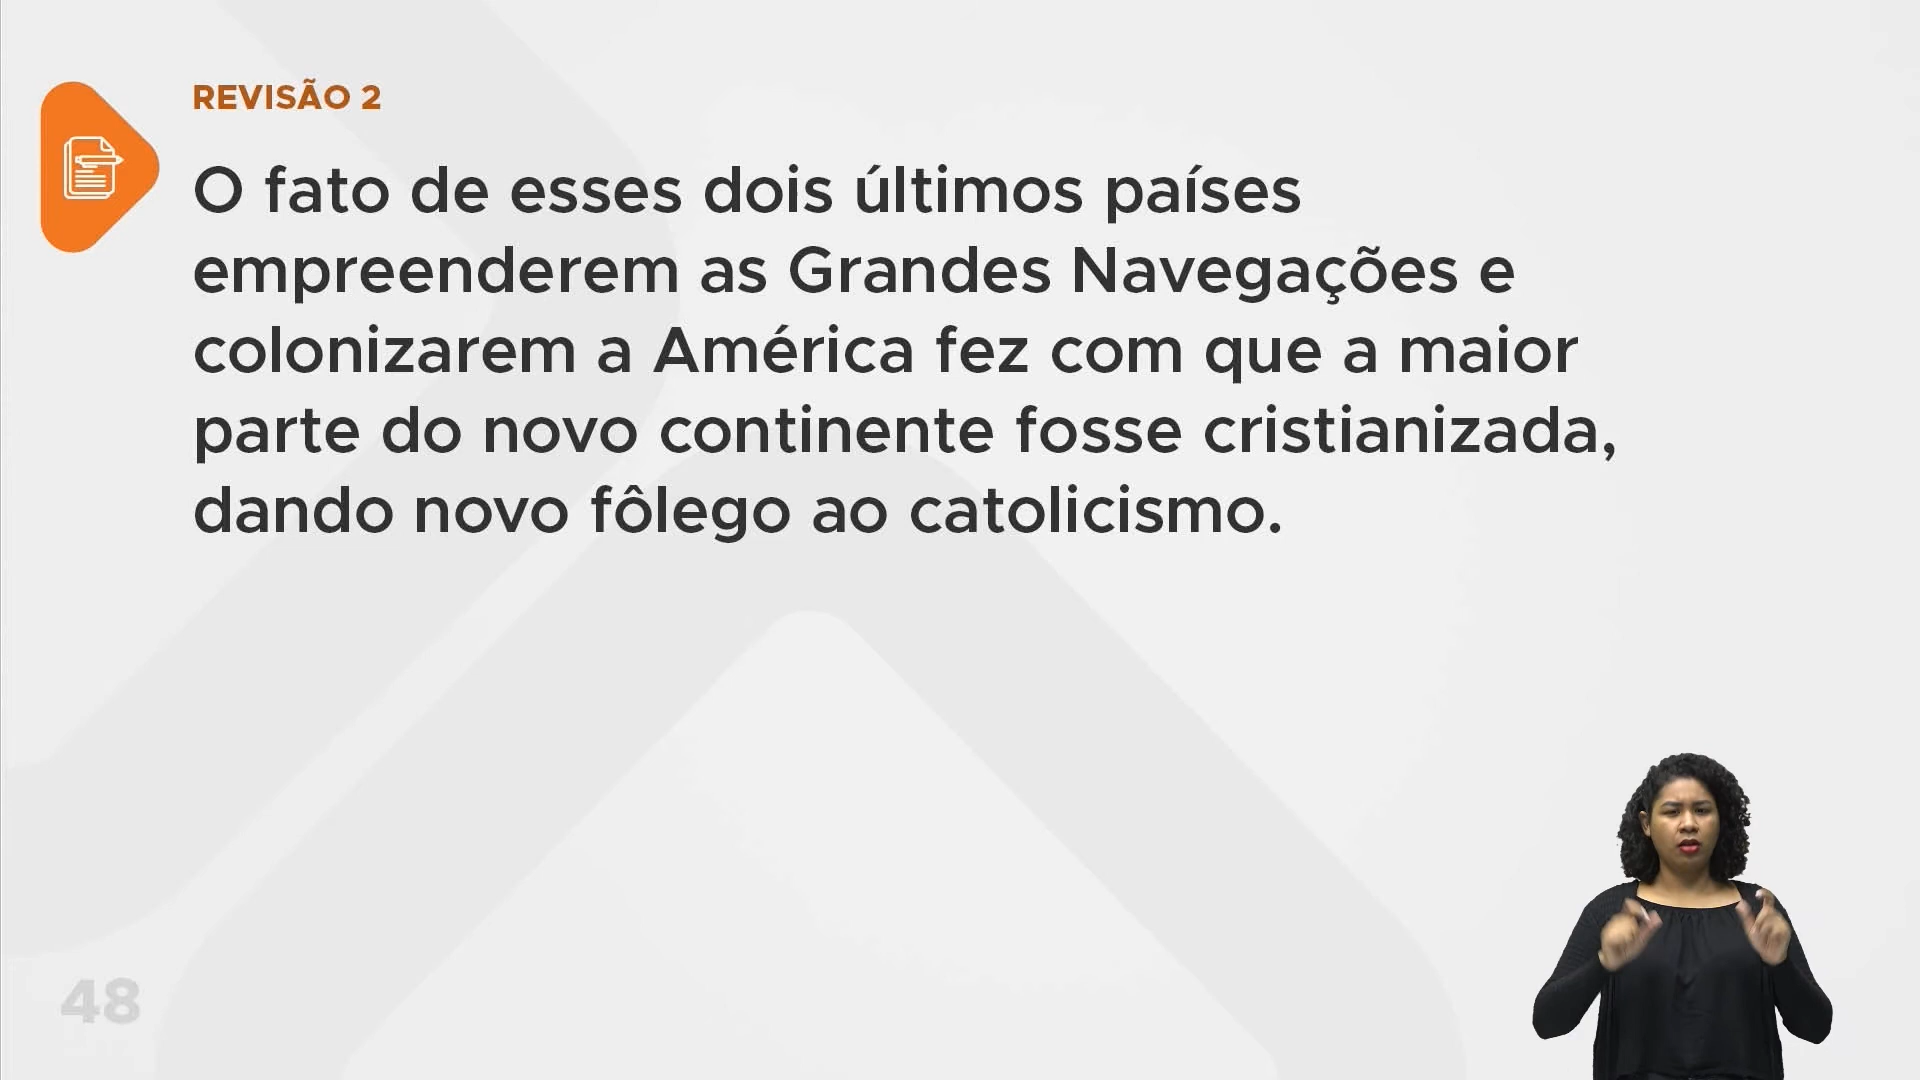 REVISÃO 2
O fato de esses dois últimos países
empreenderem as Grandes Navegações e
colonizarem a América fez com que a maior
parte do novo continente fosse cristianizada,
dando novo fôlego ao catolicismo.
48